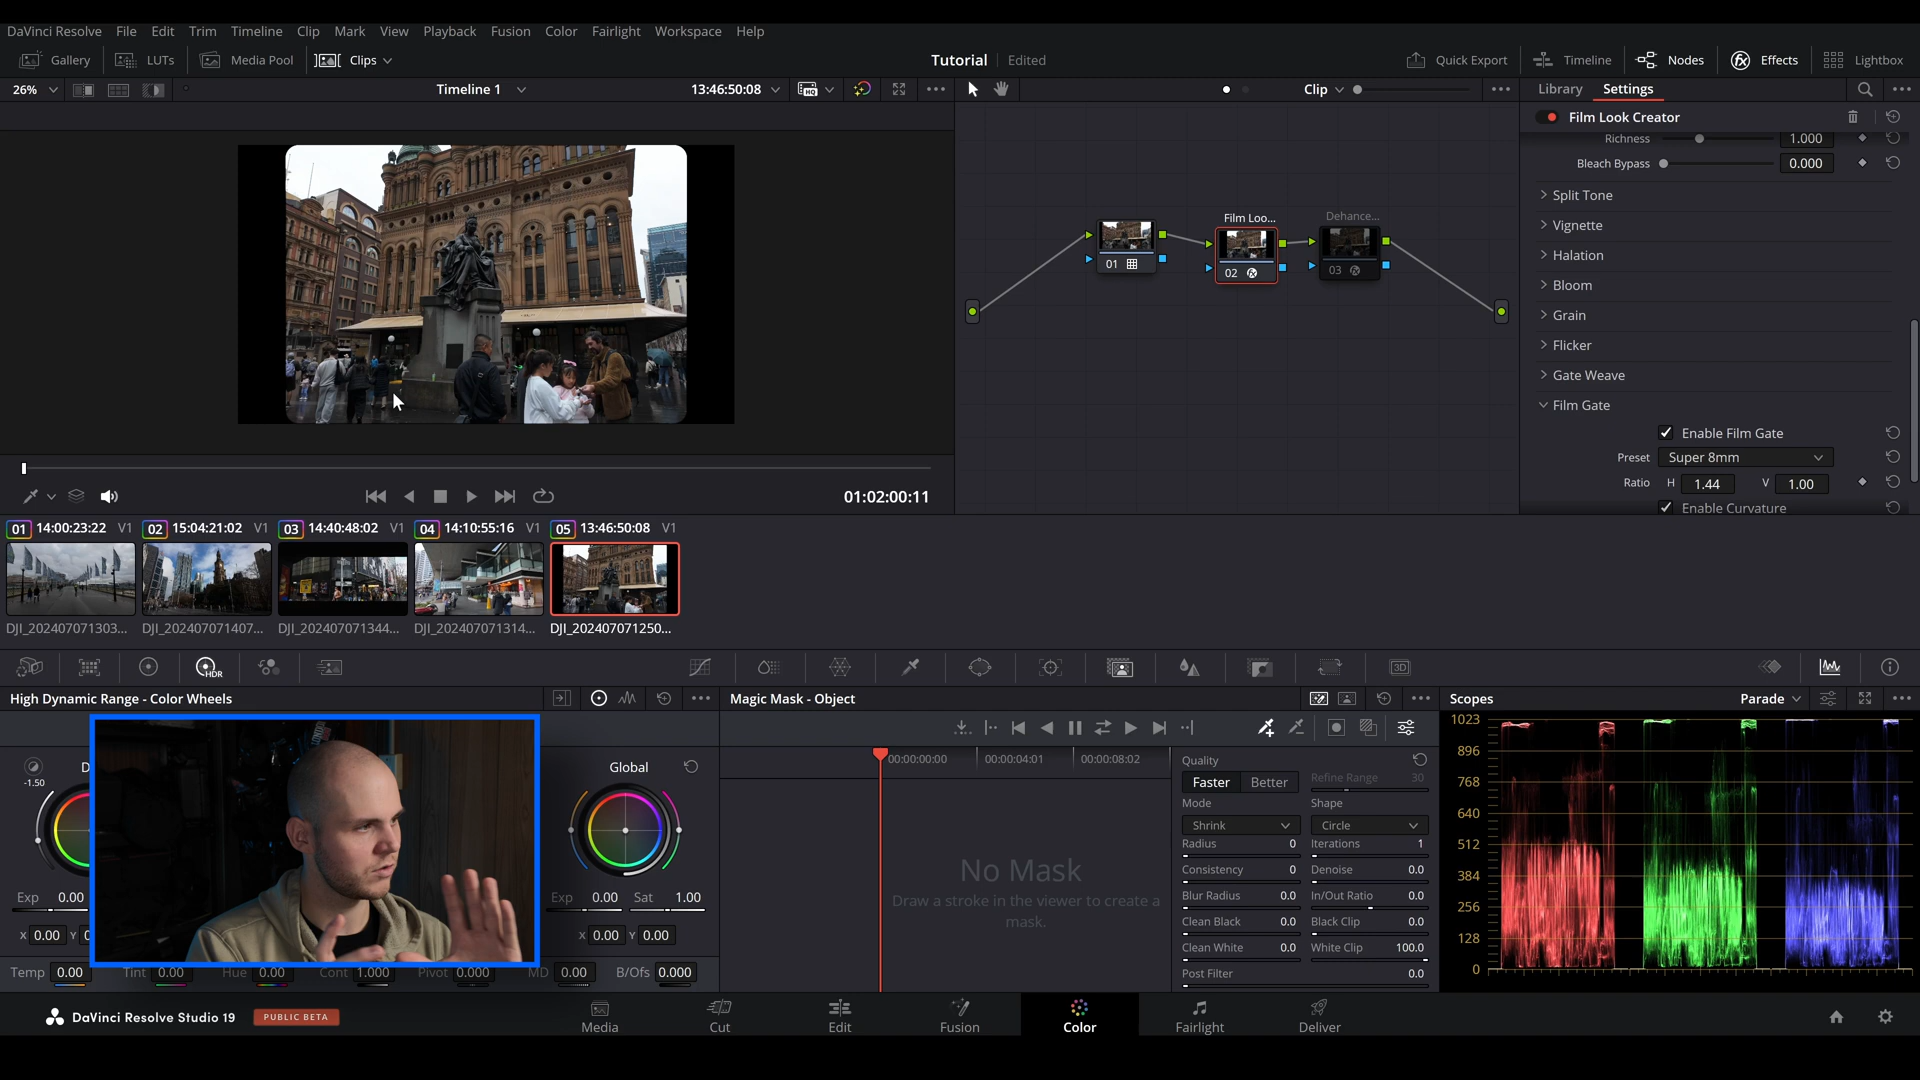 DaVinci Resolve File Edit Trim Timeline Clip Mark View Playback Fusion Color Fairlight Workspace Help
Gallery LUTs Media Pool Clips Tutorial Edited Quick Export Timeline Nodes Effects Lightbox
26% Timeline 1 13:46:50:08 Clip Library Settings
Film Look Creator
Richness 1.000
Bleach Bypass 0.000
Split Tone
Vignette
Halation
Bloom
Grain
Flicker
Gate Weave
Film Gate
Enable Film Gate
Preset Super 8mm
Ratio H 1.44 V 1.00
Enable Curvature
Film Loo... Dehance...
01 02 03
01:02:00:11
01 14:00:23:22 V1 02 15:04:21:02 V1 03 14:40:48:02 V1 04 14:10:55:16 V1 05 13:46:50:08 V1
DJI_202407071303... DJI_202407071407... DJI_202407071344... DJI_202407071314... DJI_202407071250...
HDR 3D
High Dynamic Range - Color Wheels
D
-1.50
Exp 0.00
X 0.00 Y
Global
Exp 0.00 Sat 1.00
X 0.00 Y 0.00
Temp 0.00 Tint 0.00 Hue 0.00 Cont 1.000 Pivot 0.000 MD 0.00 B/Ofs 0.000
Magic Mask - Object
00:00:00:00 00:00:04:01 00:00:08:02
No Mask
Draw a stroke in the viewer to create a
mask.
Quality
Faster Better Refine Range 30
Mode Shape
Shrink Circle
Radius 0 Iterations 1
Consistency 0 Denoise 0.0
Blur Radius 0.0 In/Out Ratio 0.0
Clean Black 0.0 Black Clip 0.0
Clean White 0.0 White Clip 100.0
Post Filter 0.0
Scopes Parade
1023
896
768
640
512
384
256
128
0
DaVinci Resolve Studio 19 PUBLIC BETA
Media Cut Edit Fusion Color Fairlight Deliver